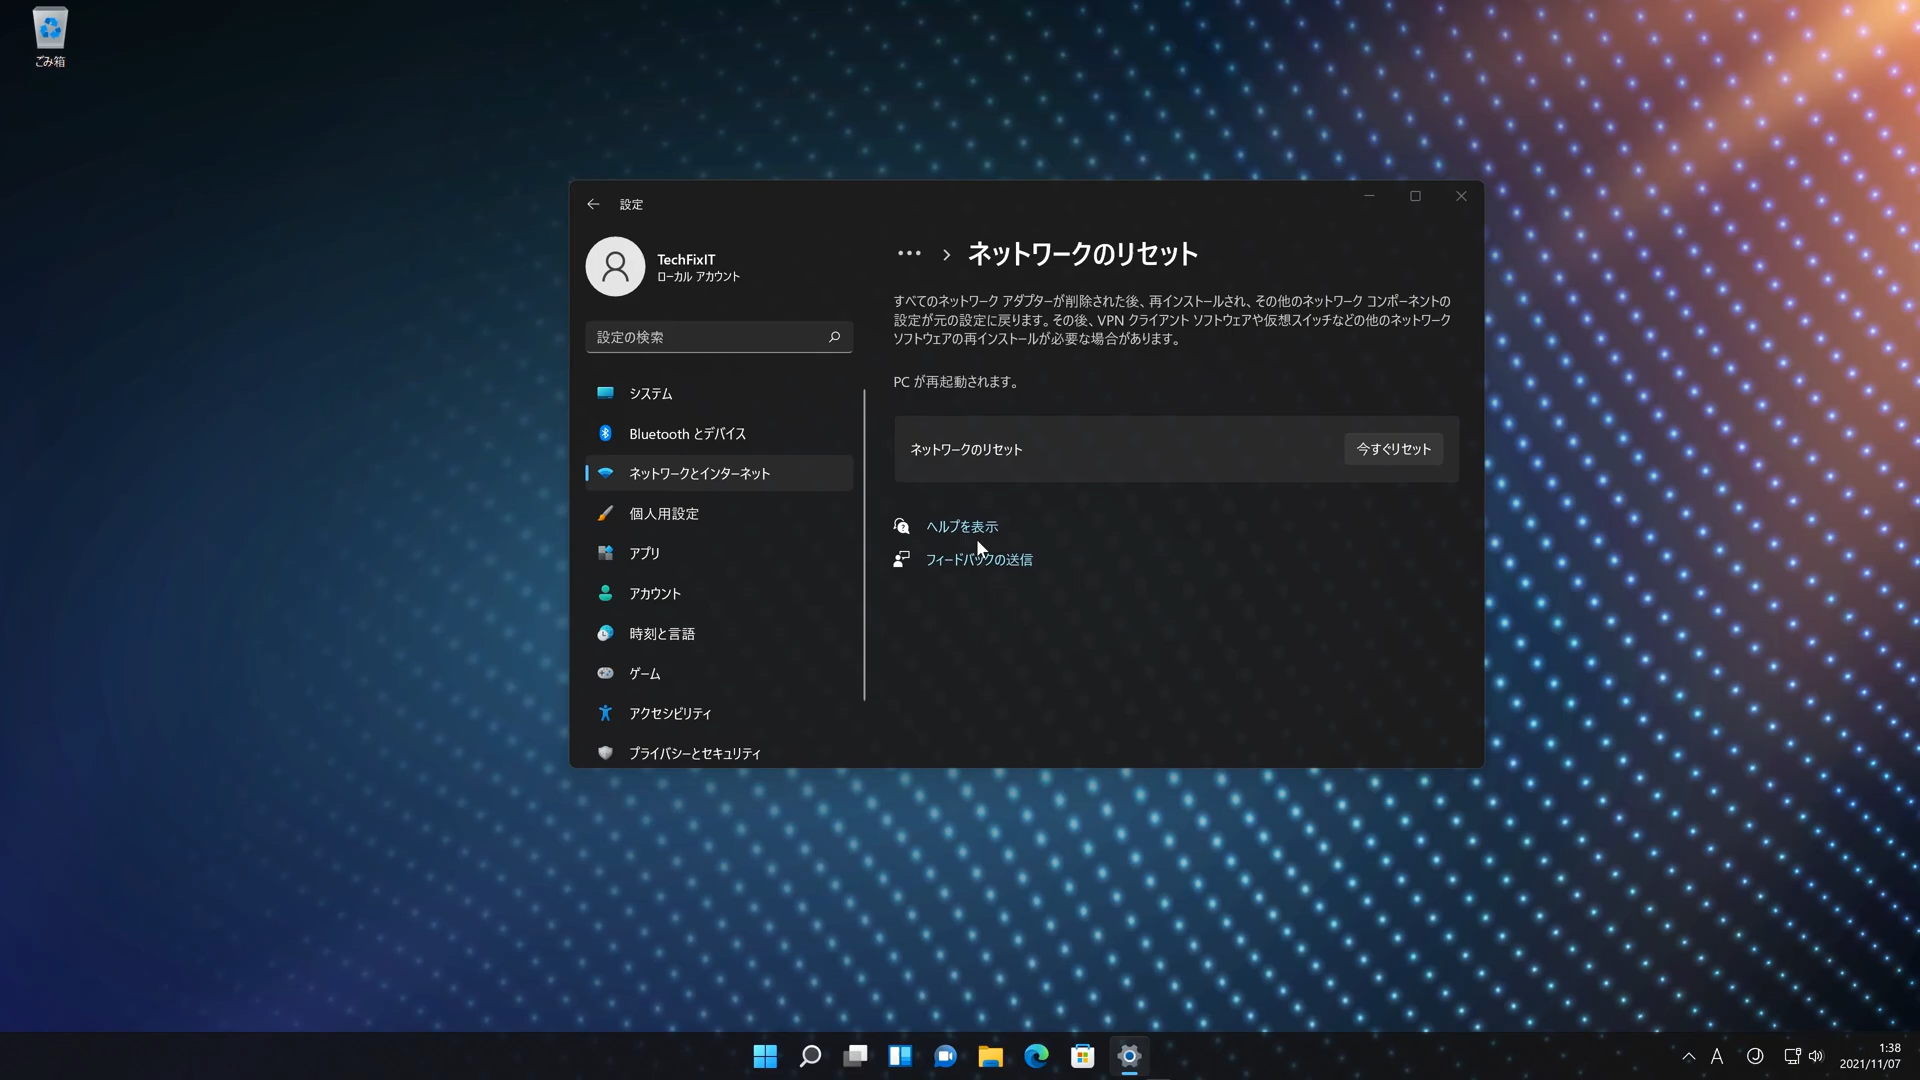 ごみ箱
設定
TechFixIT
ローカル アカウント
設定の検索
システム
Bluetooth とデバイス
ネットワークとインターネット
個人用設定
アプリ
アカウント
時刻と言語
ゲーム
アクセシビリティ
プライバシーとセキュリティ
… > ネットワークのリセット
すべてのネットワーク アダプターが削除された後、再インストールされ、その他のネットワーク コンポーネントの
設定が元の設定に戻ります。その後、VPN クライアント ソフトウェアや仮想スイッチなどの他のネットワーク
ソフトウェアの再インストールが必要な場合があります。
PC が再起動されます。
ネットワークのリセット
今すぐリセット
ヘルプを表示
フィードバックの送信
A
1:38
2021/11/07